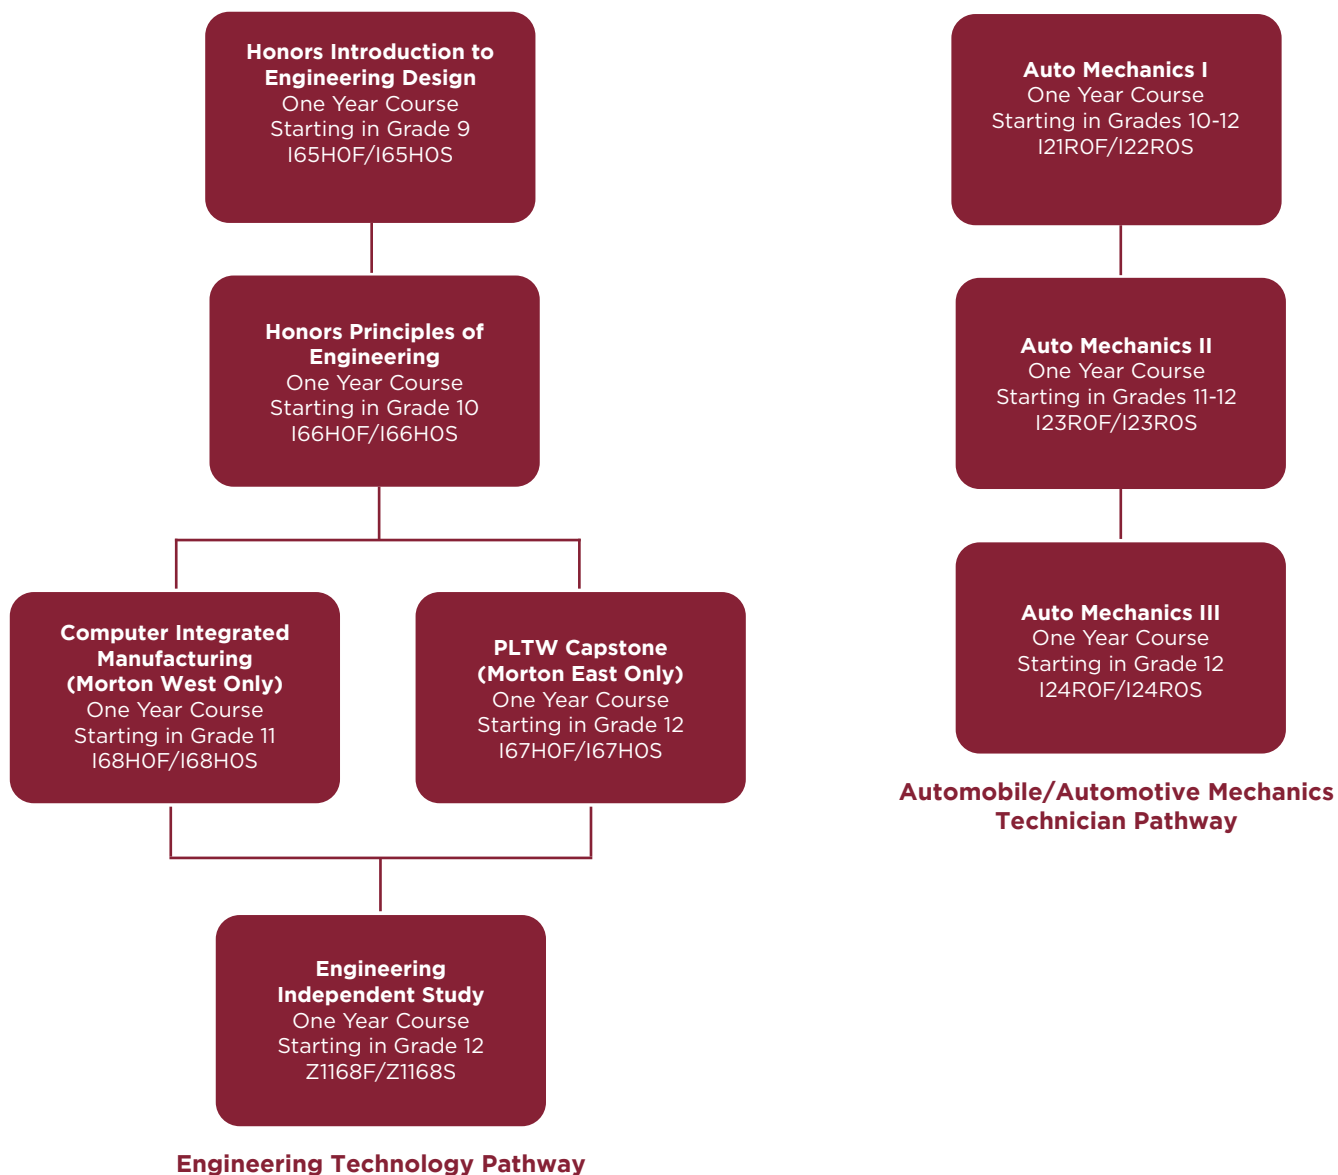 Honors Introduction to
Engineering Design
One Year Course
Starting in Grade 9
I65H0F/I65H0S
Honors Principles of
Engineering
One Year Course
Starting in Grade 10
I66H0F/I66H0S
Computer Integrated
Manufacturing
(Morton West Only)
One Year Course
Starting in Grade 11
I68H0F/I68H0S
PLTW Capstone
(Morton East Only)
One Year Course
Starting in Grade 12
I67H0F/I67H0S
Engineering
Independent Study
One Year Course
Starting in Grade 12
Z1168F/Z1168S
Engineering Technology Pathway
Auto Mechanics I
One Year Course
Starting in Grades 10-12
I21R0F/I22R0S
Auto Mechanics II
One Year Course
Starting in Grades 11-12
I23R0F/I23R0S
Auto Mechanics III
One Year Course
Starting in Grade 12
I24R0F/I24R0S
Automobile/Automotive Mechanics
Technician Pathway